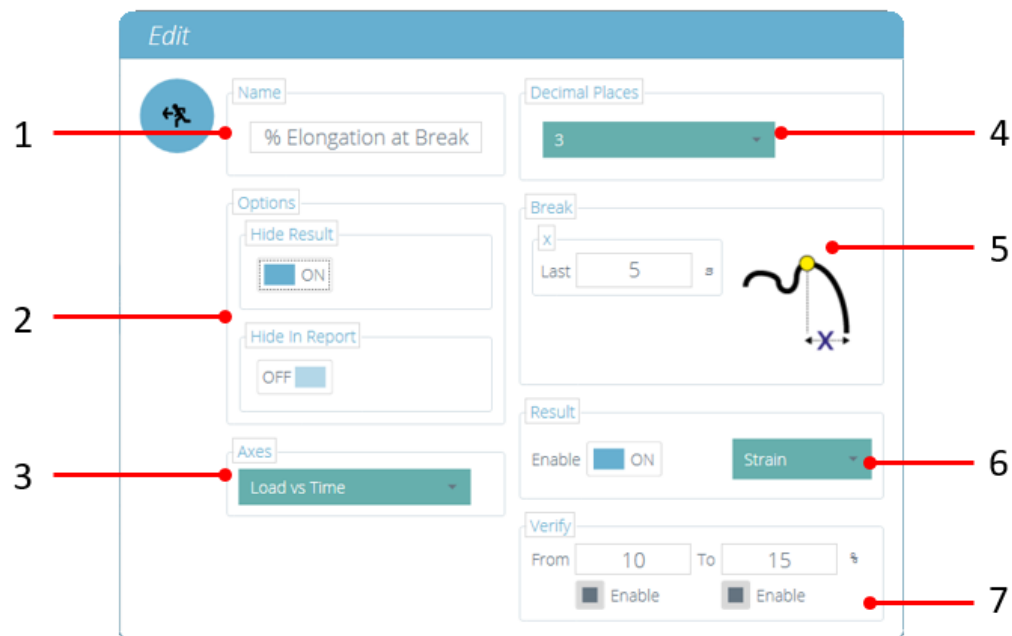 Edit
Name
% Elongation at Break
Options
Hide Result
ON
Hide In Report
OFF
Axes
Load vs Time
Decimal Places
3
Break
x
Last 5 s
X
Result
Enable ON Strain
Verify
From 10 To 15 %
Enable Enable
1
2
3
4
5
6
7